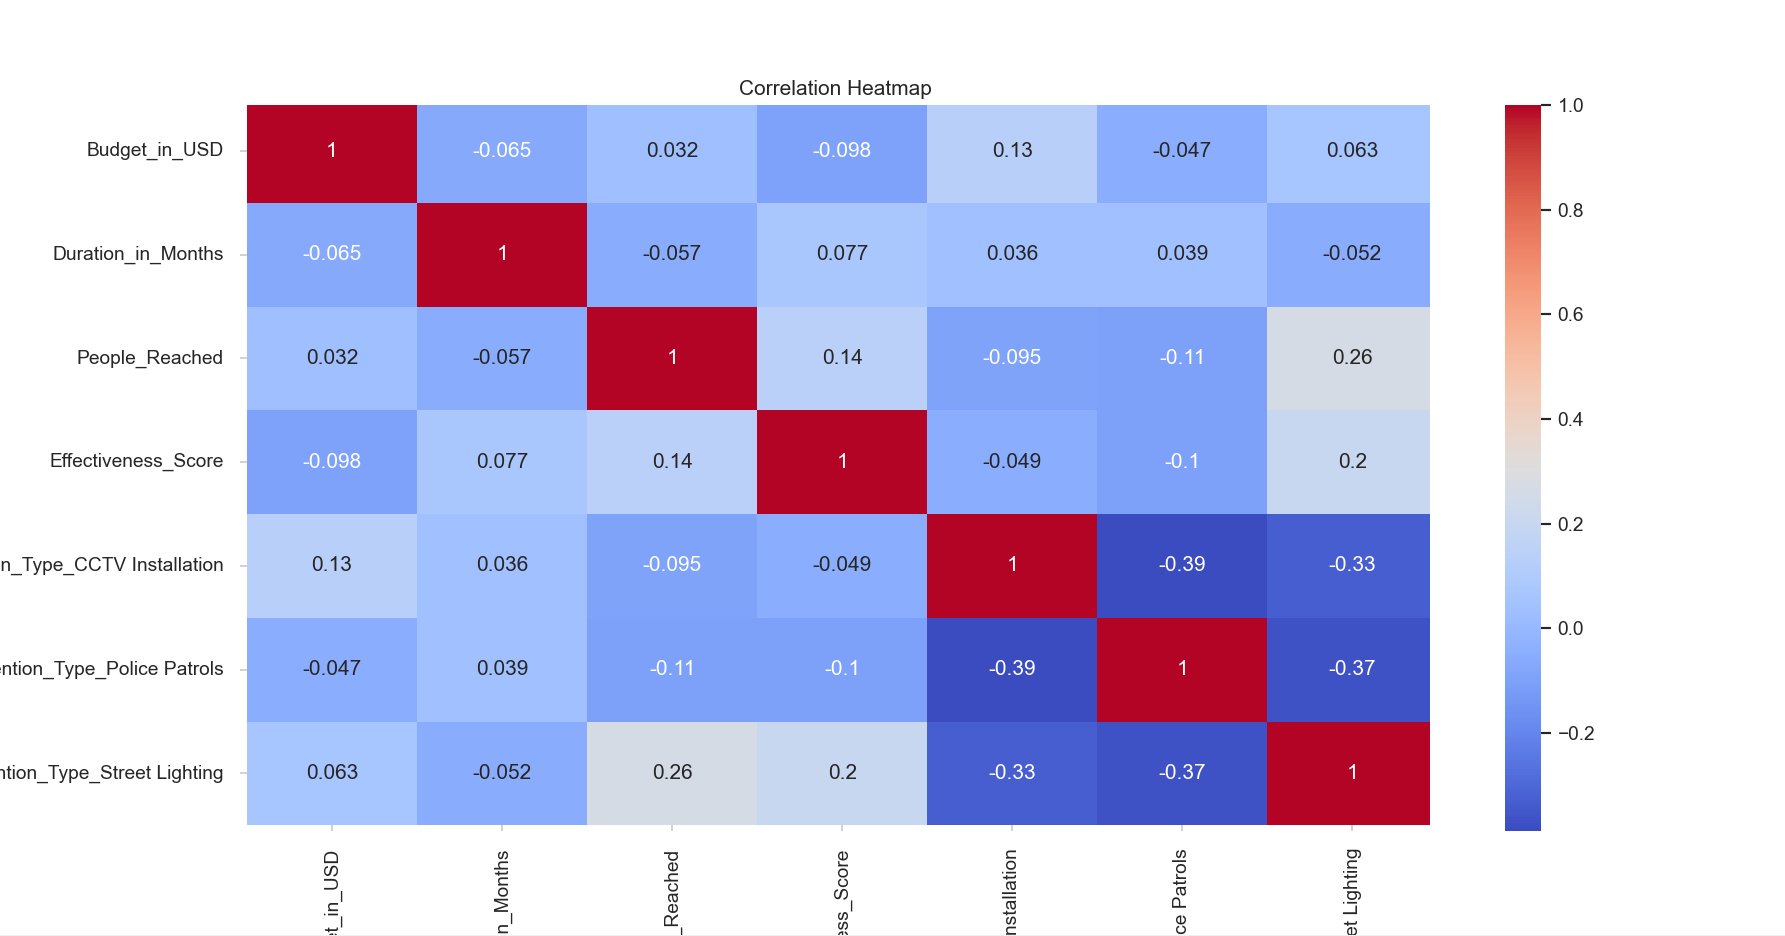 Correlation Heatmap
Budget_in_USD 1 -0.065 0.032 -0.098 0.13 -0.047 0.063
Duration_in_Months -0.065 1 -0.057 0.077 0.036 0.039 -0.052
People_Reached 0.032 -0.057 1 0.14 -0.095 -0.11 0.26
Effectiveness_Score -0.098 0.077 0.14 1 -0.049 -0.1 0.2
n_Type_CCTV Installation 0.13 0.036 -0.095 -0.049 1 -0.39 -0.33
ention_Type_Police Patrols -0.047 0.039 -0.11 -0.1 -0.39 1 -0.37
ntion_Type_Street Lighting 0.063 -0.052 0.26 0.2 -0.33 -0.37 1
et_in_USD
n_Months
_Reached
ess_Score
nstallation
ce Patrols
et Lighting
1.0
0.8
0.6
0.4
0.2
0.0
−0.2